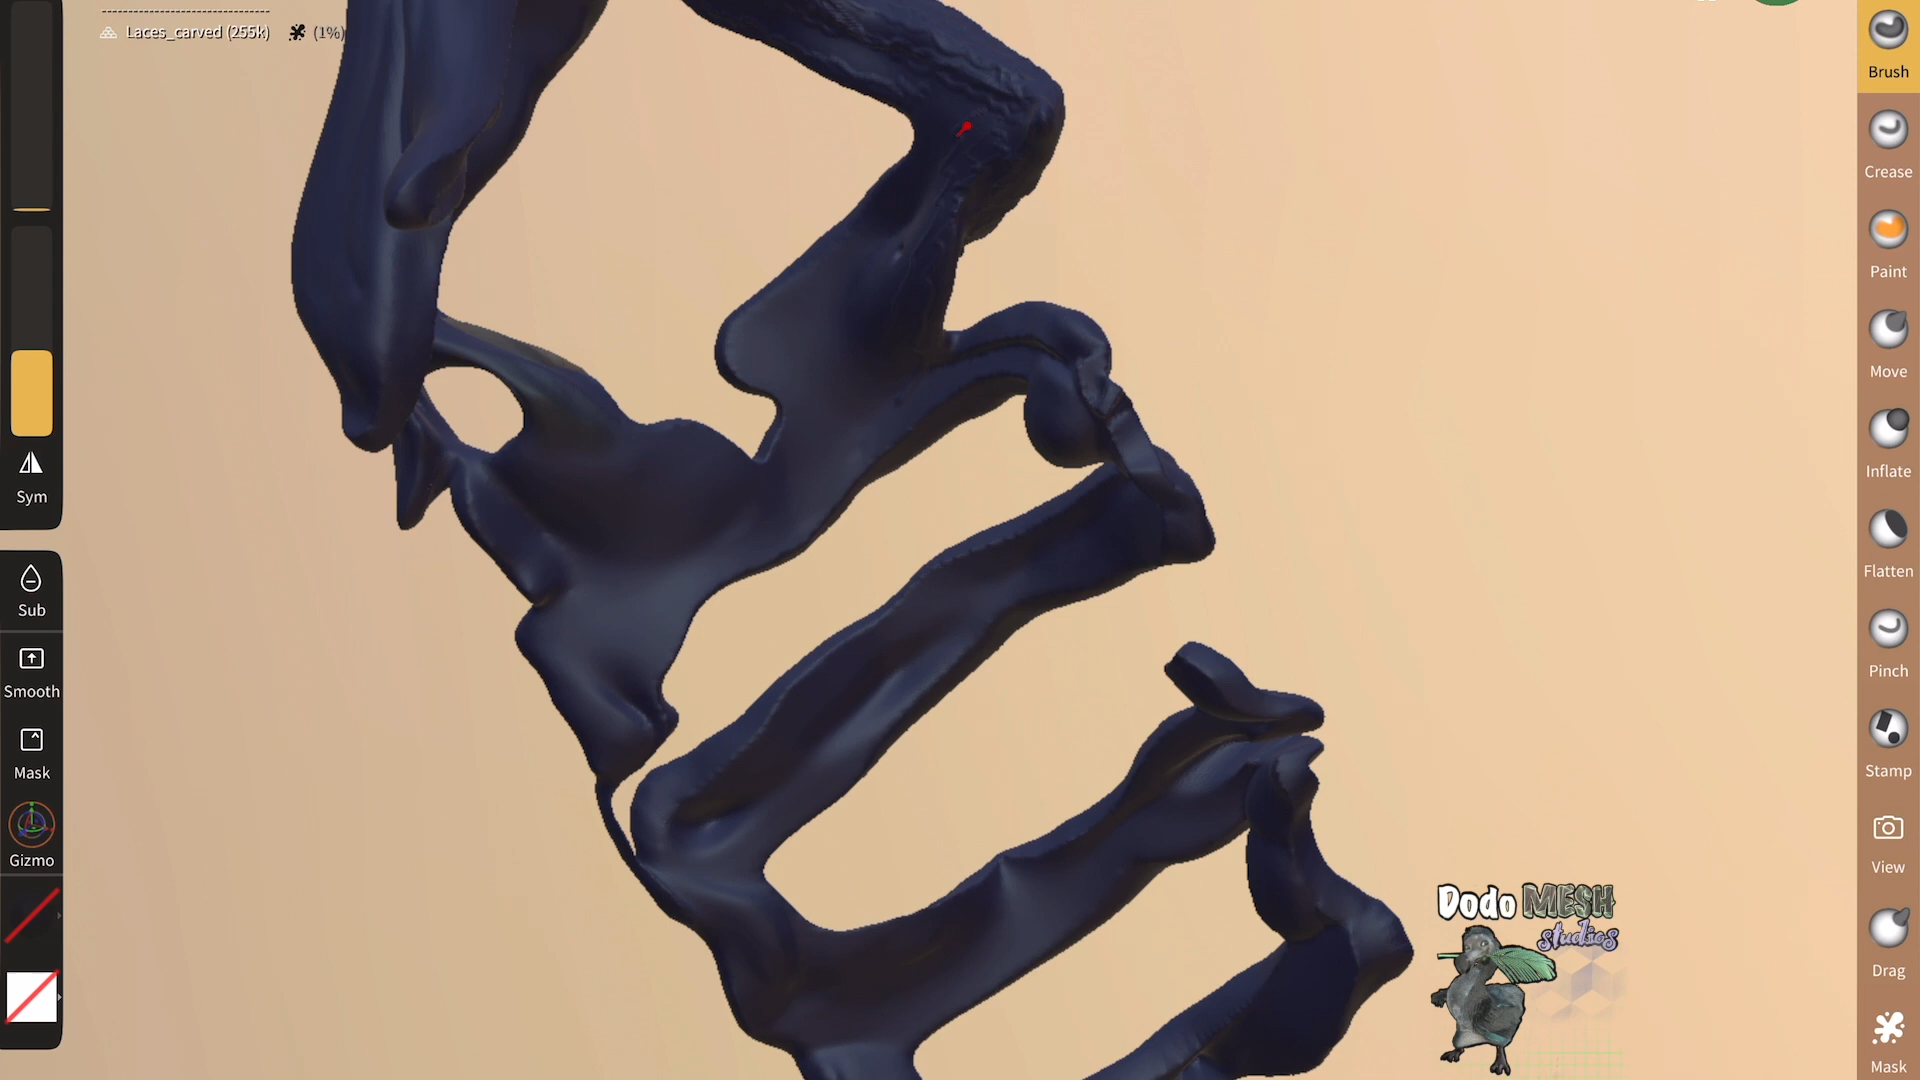 Laces_carved (255k) (1%)
Sym
Sub
Smooth
Mask
Gizmo
Brush
Crease
Paint
Move
Inflate
Flatten
Pinch
Stamp
View
Drag
Mask
Dodo MESH
studios